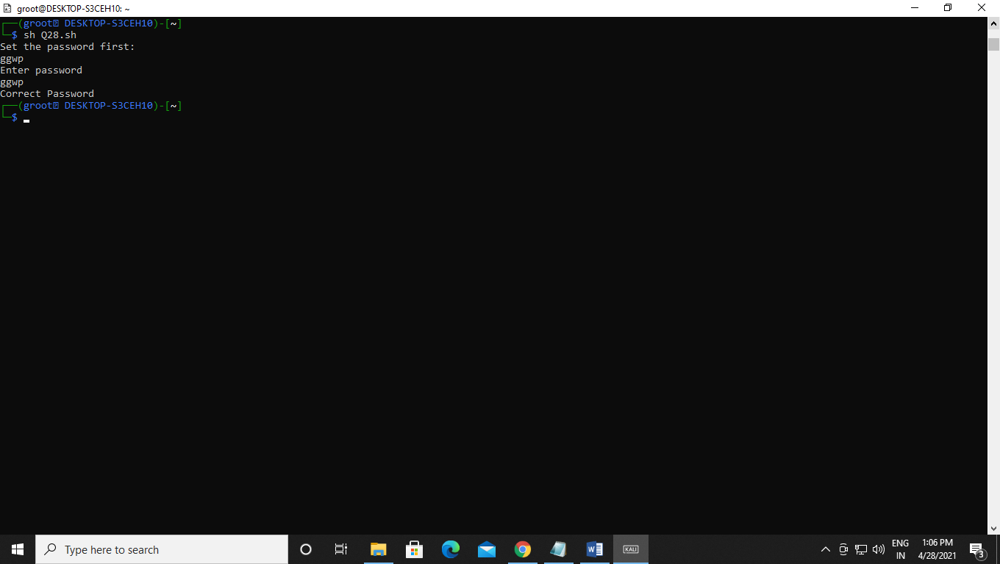 groot@DESKTOP-S3CEH10: ~
┌──(groot DESKTOP-S3CEH10)-[~]
└─$ sh Q28.sh
Set the password first:
ggwp
Enter password
ggwp
Correct Password
┌──(groot DESKTOP-S3CEH10)-[~]
└─$
Type here to search
W
KALI
ENG
IN
1:06 PM
4/28/2021
3